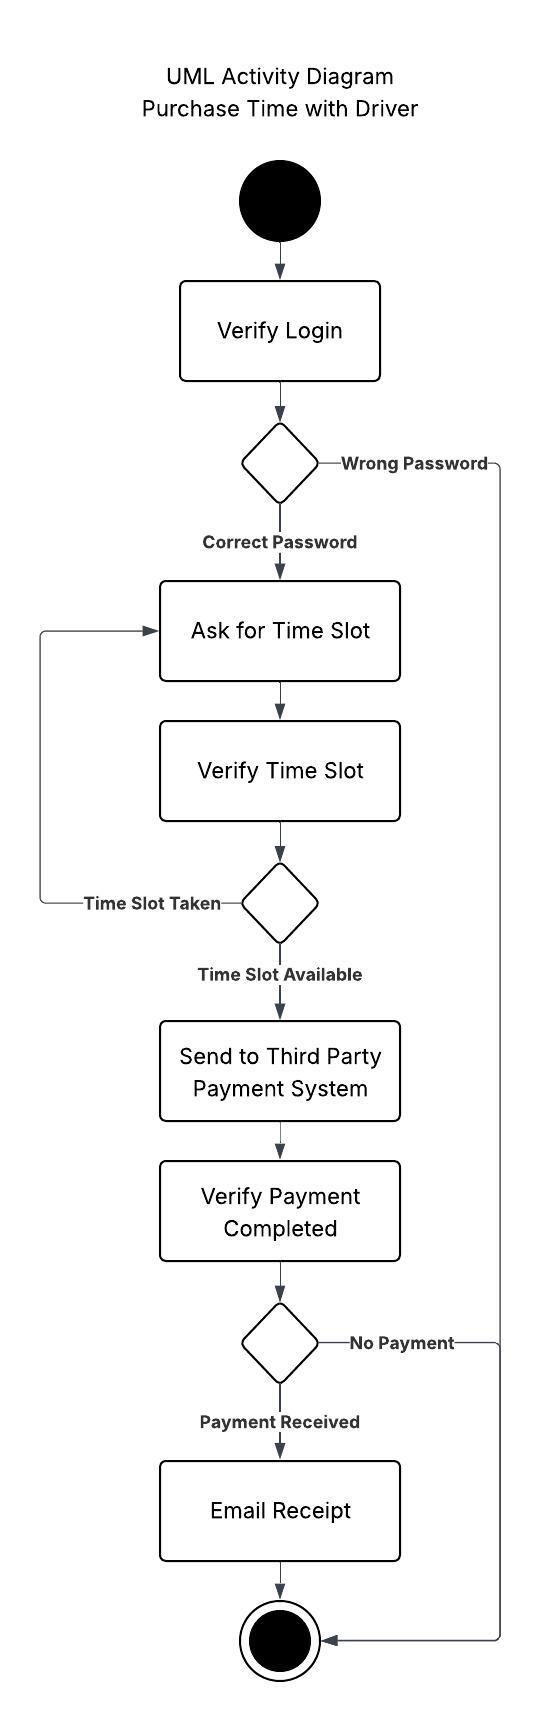 UML Activity Diagram
Purchase Time with Driver
Verify Login
Wrong Password
Correct Password
Ask for Time Slot
Verify Time Slot
Time Slot Taken
Time Slot Available
Send to Third Party
Payment System
Verify Payment
Completed
No Payment
Payment Received
Email Receipt